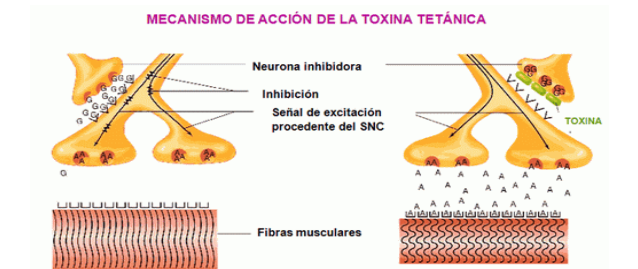 MECANISMO DE ACCIÓN DE LA TOXINA TETÁNICA
Neurona inhibidora
Inhibición
Señal de excitación
procedente del SNC
TOXINA
Fibras musculares